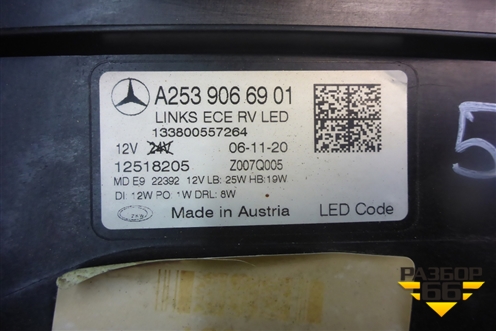 A253 906 69 01
LINKS ECE RV LED
133800557264
12V 24V 06-11-20
12518205 Z007Q005
MD E9 22392 12V LB: 25W HB:19W
DI: 12W PO: 1W DRL: 8W
Made in Austria LED Code
5
РАЗБОР
66